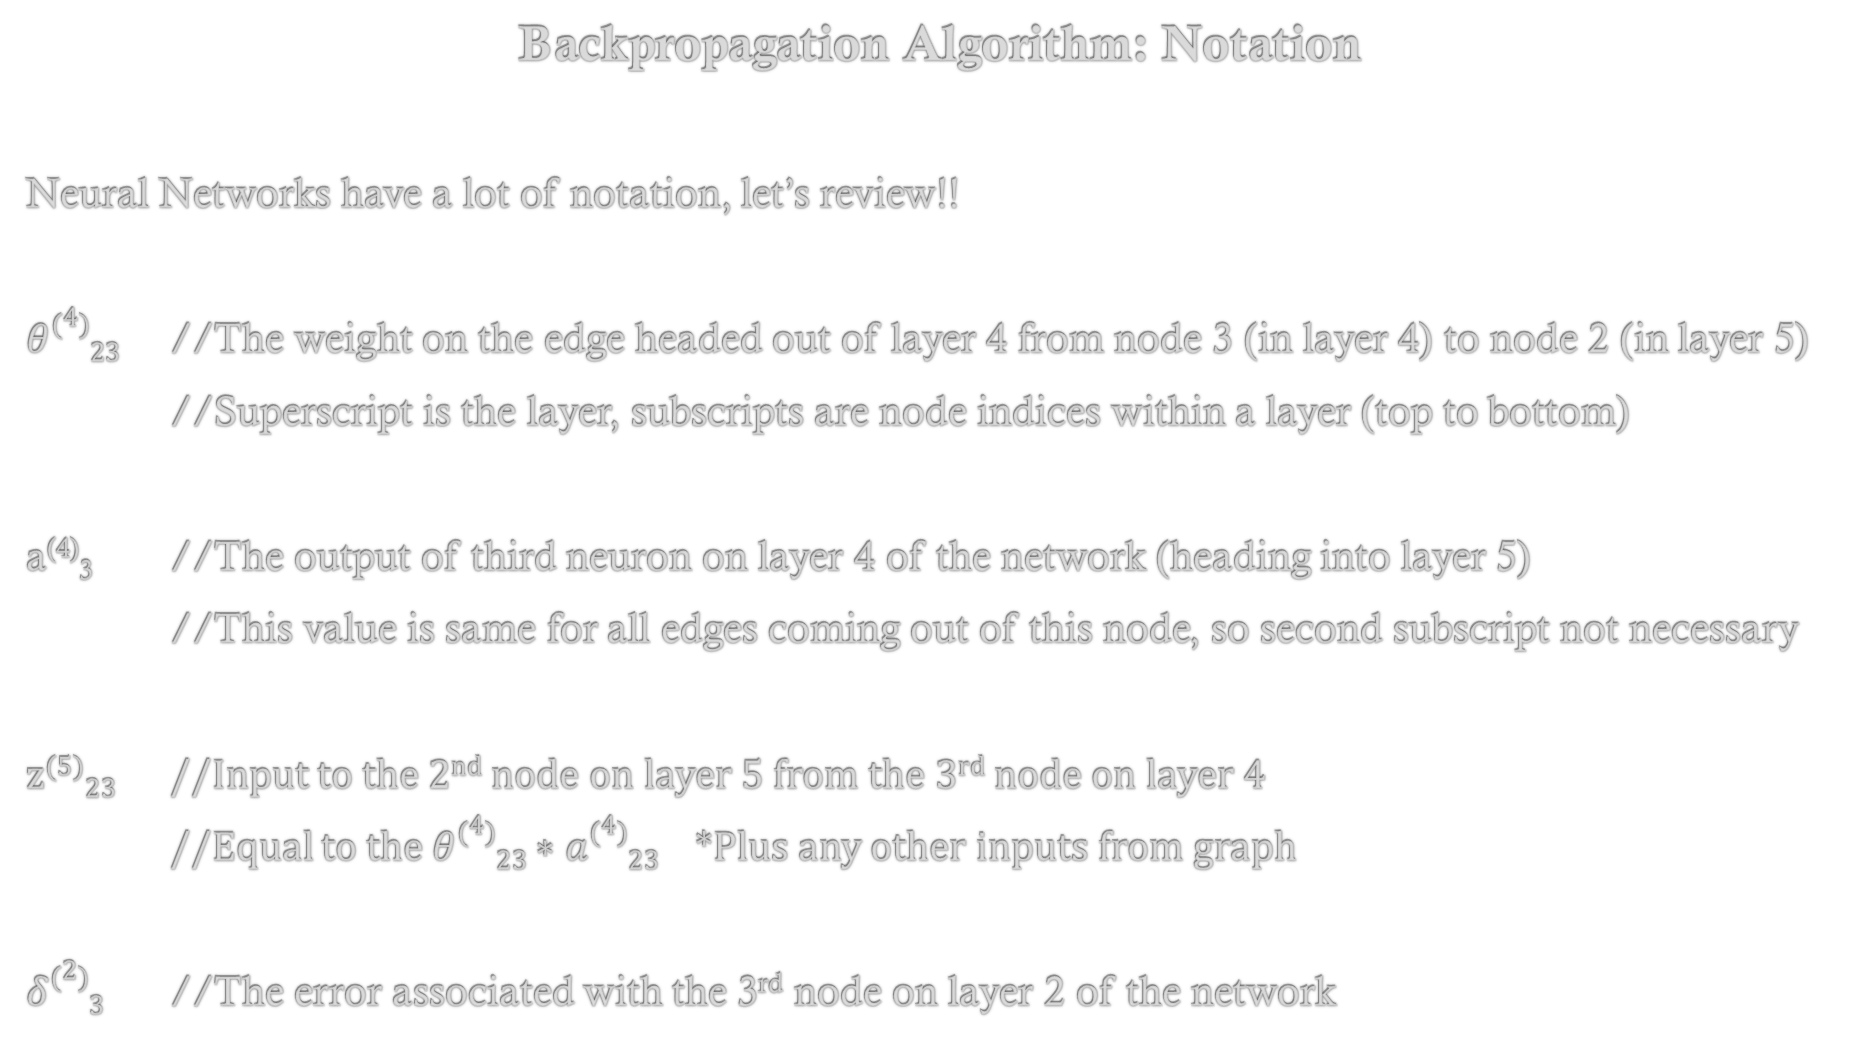 Backpropagation Algorithm: Notation
Neural Networks have a lot of notation, let’s review!!
θ⁽⁴⁾₂₃ //The weight on the edge headed out of layer 4 from node 3 (in layer 4) to node 2 (in layer 5)
//Superscript is the layer, subscripts are node indices within a layer (top to bottom)
a⁽⁴⁾₃ //The output of third neuron on layer 4 of the network (heading into layer 5)
//This value is same for all edges coming out of this node, so second subscript not necessary
z⁽⁵⁾₂₃ //Input to the 2ⁿᵈ node on layer 5 from the 3ʳᵈ node on layer 4
//Equal to the θ⁽⁴⁾₂₃ ∗ a⁽⁴⁾₂₃ *Plus any other inputs from graph
δ⁽²⁾₃ //The error associated with the 3ʳᵈ node on layer 2 of the network